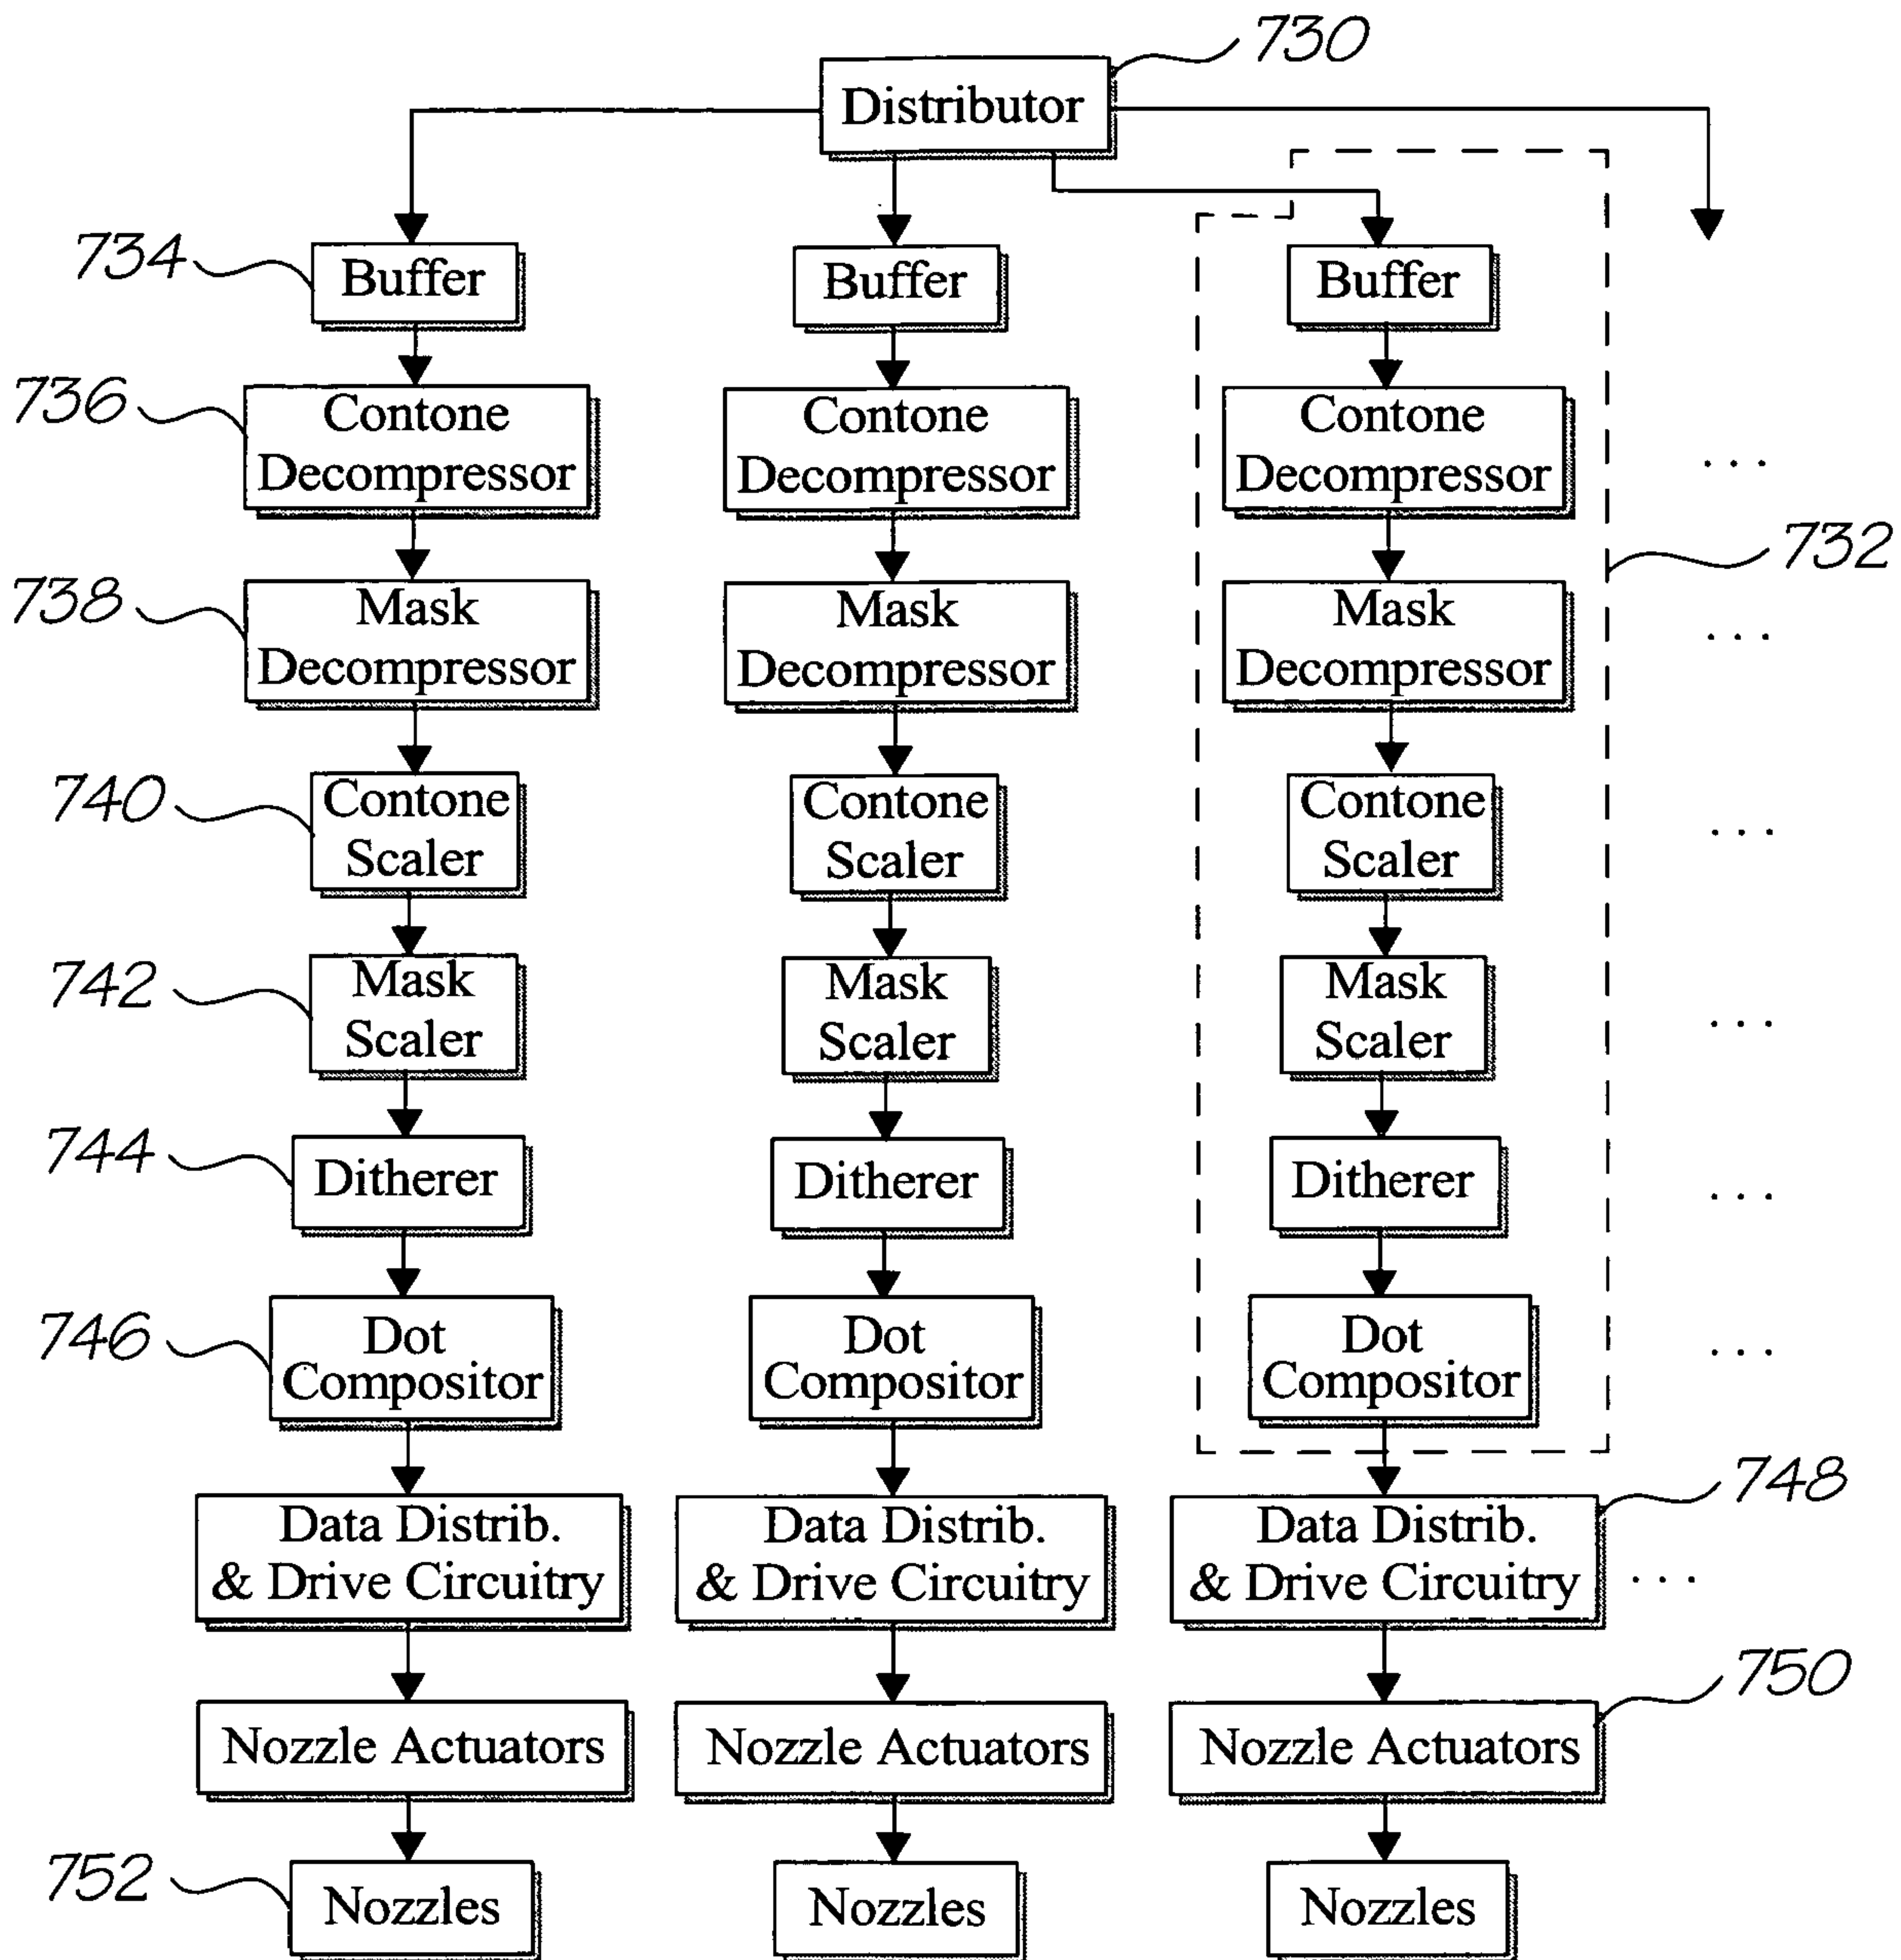 730
Distributor
734
Buffer
Buffer
Buffer
736
Contone
Decompressor
Contone
Decompressor
Contone
Decompressor
. . .
732
738
Mask
Decompressor
Mask
Decompressor
Mask
Decompressor
. . .
740
Contone
Scaler
Contone
Scaler
Contone
Scaler
. . .
742
Mask
Scaler
Mask
Scaler
Mask
Scaler
. . .
744
Ditherer
Ditherer
Ditherer
. . .
746
Dot
Compositor
Dot
Compositor
Dot
Compositor
. . .
748
Data Distrib.
& Drive Circuitry
Data Distrib.
& Drive Circuitry
Data Distrib.
& Drive Circuitry
. . .
750
Nozzle Actuators
Nozzle Actuators
Nozzle Actuators
752
Nozzles
Nozzles
Nozzles